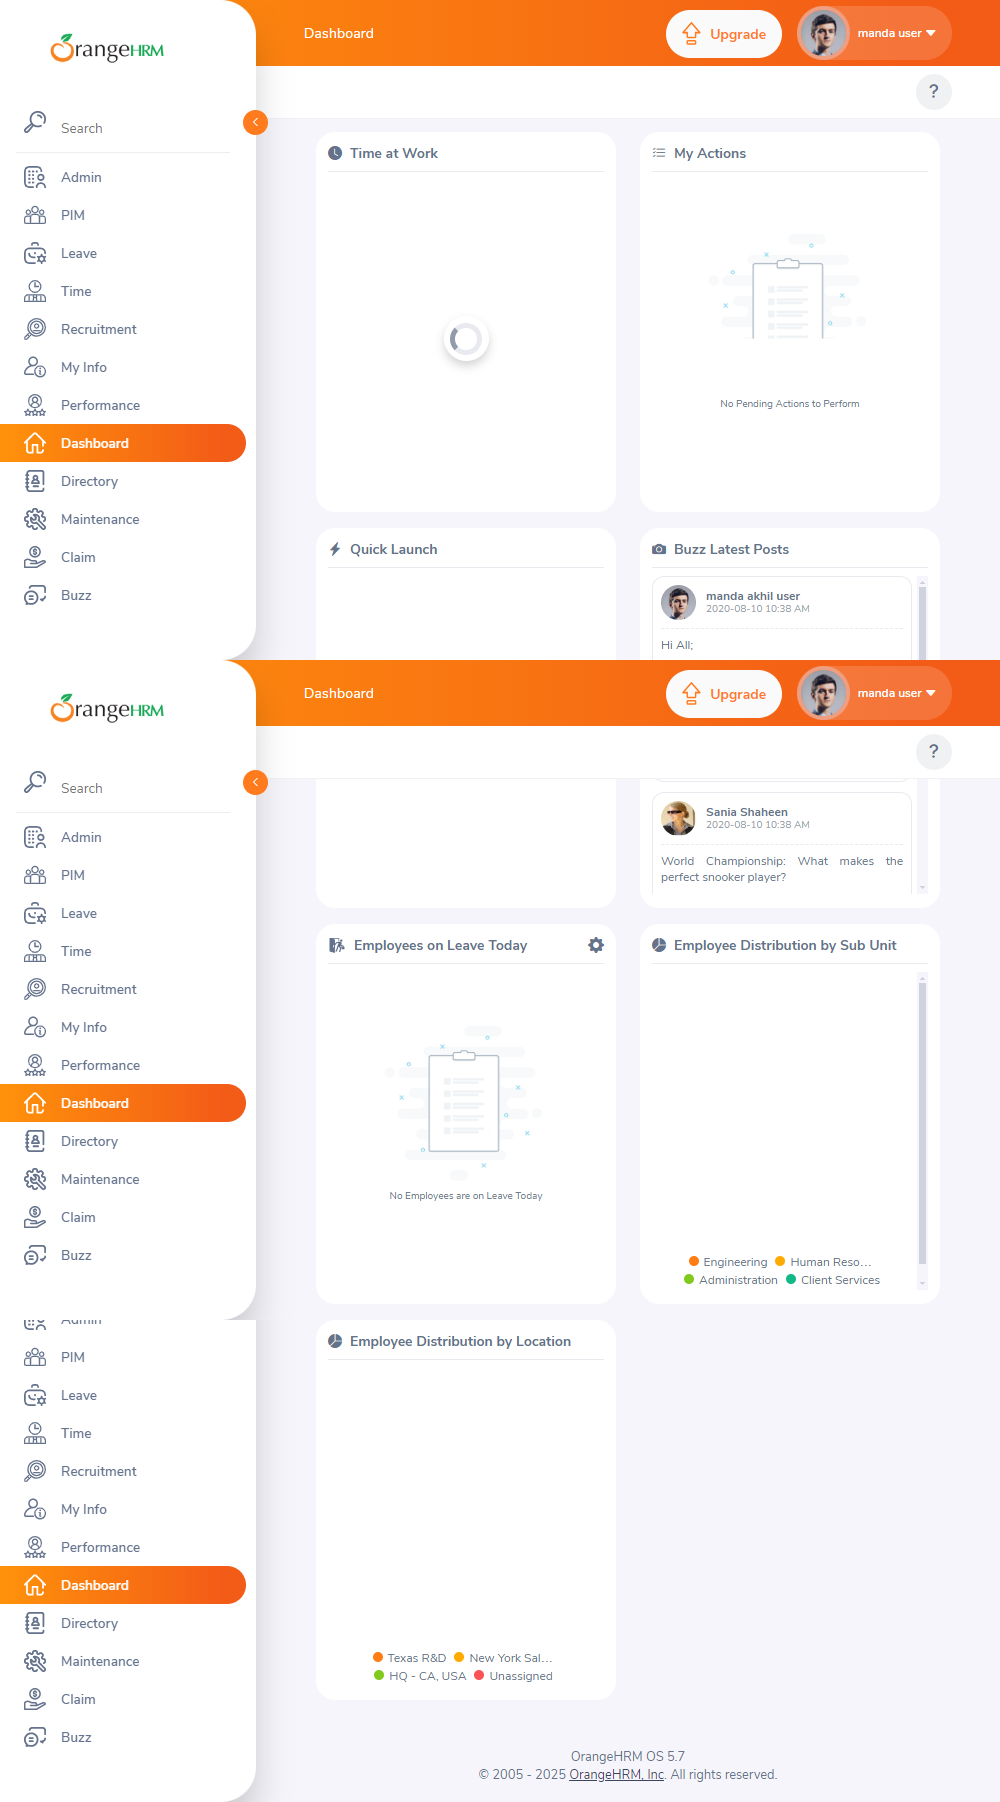 OrangeHRM
Dashboard
Upgrade
manda user
?
Search
Admin
PIM
Leave
Time
Recruitment
My Info
Performance
Dashboard
Directory
Maintenance
Claim
Buzz
Time at Work
My Actions
No Pending Actions to Perform
Quick Launch
Buzz Latest Posts
manda akhil user
2020-08-10 10:38 AM
Hi All;
OrangeHRM
Dashboard
Upgrade
manda user
?
Search
Admin
PIM
Leave
Time
Recruitment
My Info
Performance
Dashboard
Directory
Maintenance
Claim
Buzz
Sania Shaheen
2020-08-10 10:38 AM
World Championship: What makes the
perfect snooker player?
Employees on Leave Today
No Employees are on Leave Today
Employee Distribution by Sub Unit
Engineering Human Reso...
Administration Client Services
Admin
PIM
Leave
Time
Recruitment
My Info
Performance
Dashboard
Directory
Maintenance
Claim
Buzz
Employee Distribution by Location
Texas R&D New York Sal...
HQ - CA, USA Unassigned
OrangeHRM OS 5.7
© 2005 - 2025 OrangeHRM, Inc. All rights reserved.